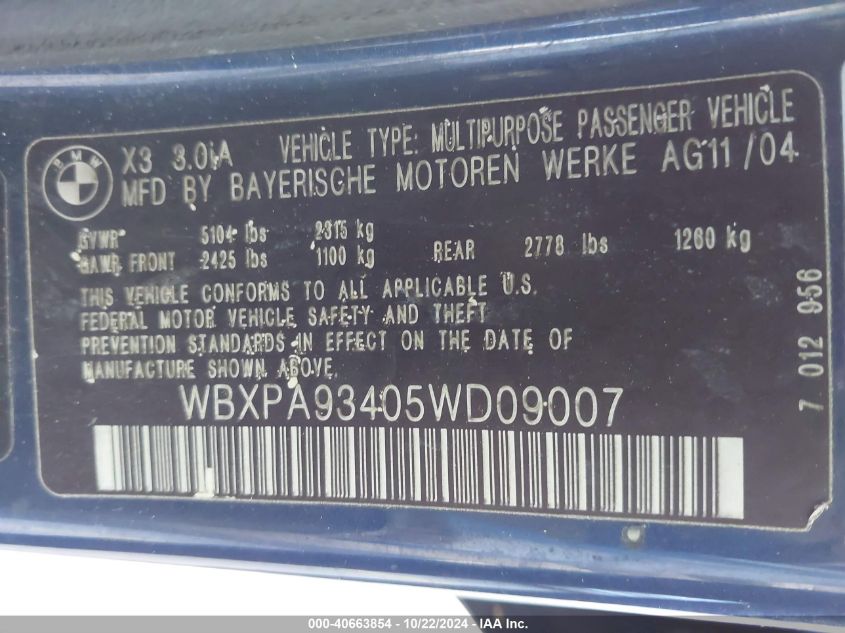 BMW
X3 3.0iA VEHICLE TYPE: MULTIPURPOSE PASSENGER VEHICLE
MFD BY BAYERISCHE MOTOREN WERKE AG 11/04
GVWR 5104 lbs 2315 kg
GAWR FRONT 2425 lbs 1100 kg REAR 2778 lbs 1260 kg
THIS VEHICLE CONFORMS TO ALL APPLICABLE U.S.
FEDERAL MOTOR VEHICLE SAFETY AND THEFT
PREVENTION STANDARDS IN EFFECT ON THE DATE OF
MANUFACTURE SHOWN ABOVE.
WBXPA93405WD09007
7 012 956
000-40663854 - 10/22/2024 - IAA Inc.